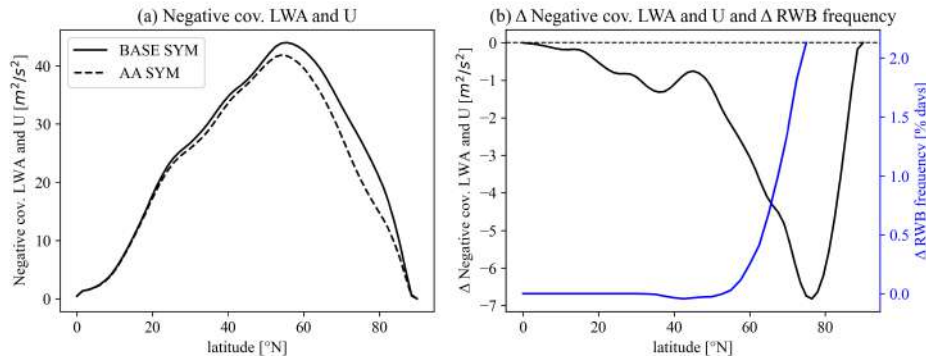 (a) Negative cov. LWA and U
Negative cov. LWA and U [m²/s²]
40
30
20
10
0
BASE SYM
AA SYM
0 20 40 60 80
latitude [°N]
(b) Δ Negative cov. LWA and U and Δ RWB frequency
Δ Negative cov. LWA and U [m²/s²]
0
−1
−2
−3
−4
−5
−6
−7
0 20 40 60 80
latitude [°N]
2.0
1.5
1.0
0.5
0.0
Δ RWB frequency [% days]